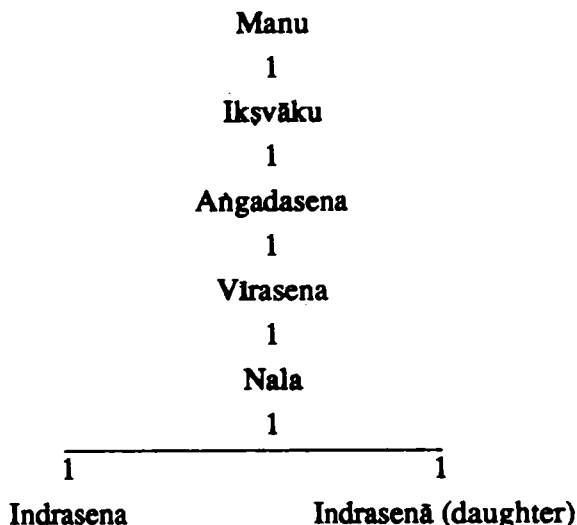 Manu
1
Ikṣvāku
1
Aṅgadasena
1
Vīrasena
1
Nala
1
1 1
Indrasena Indrasenā (daughter)